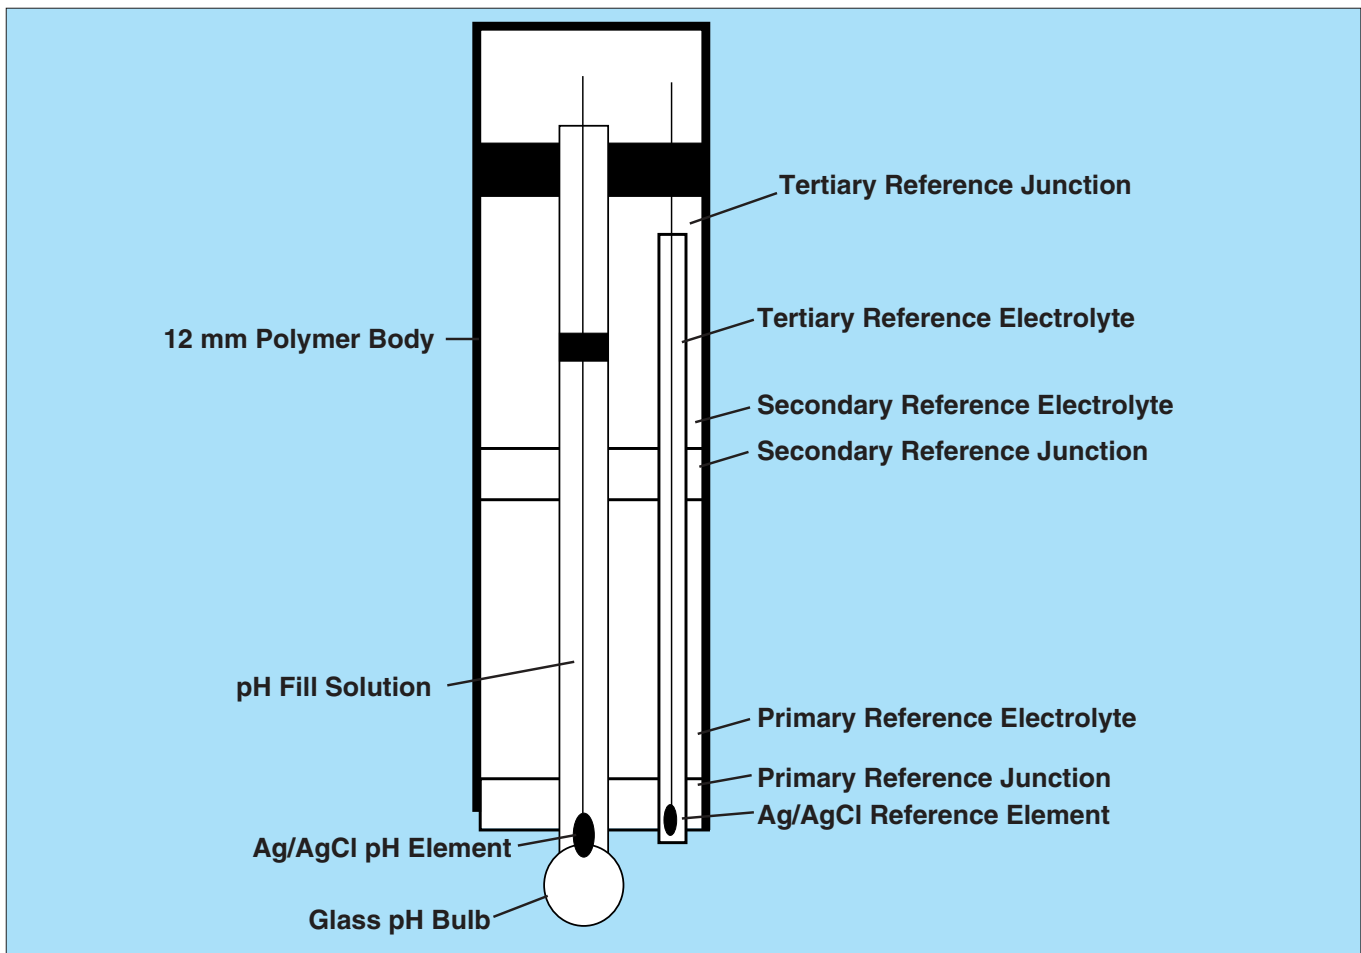 Tertiary Reference Junction
Tertiary Reference Electrolyte
12 mm Polymer Body
Secondary Reference Electrolyte
Secondary Reference Junction
pH Fill Solution
Primary Reference Electrolyte
Primary Reference Junction
Ag/AgCl Reference Element
Ag/AgCl pH Element
Glass pH Bulb